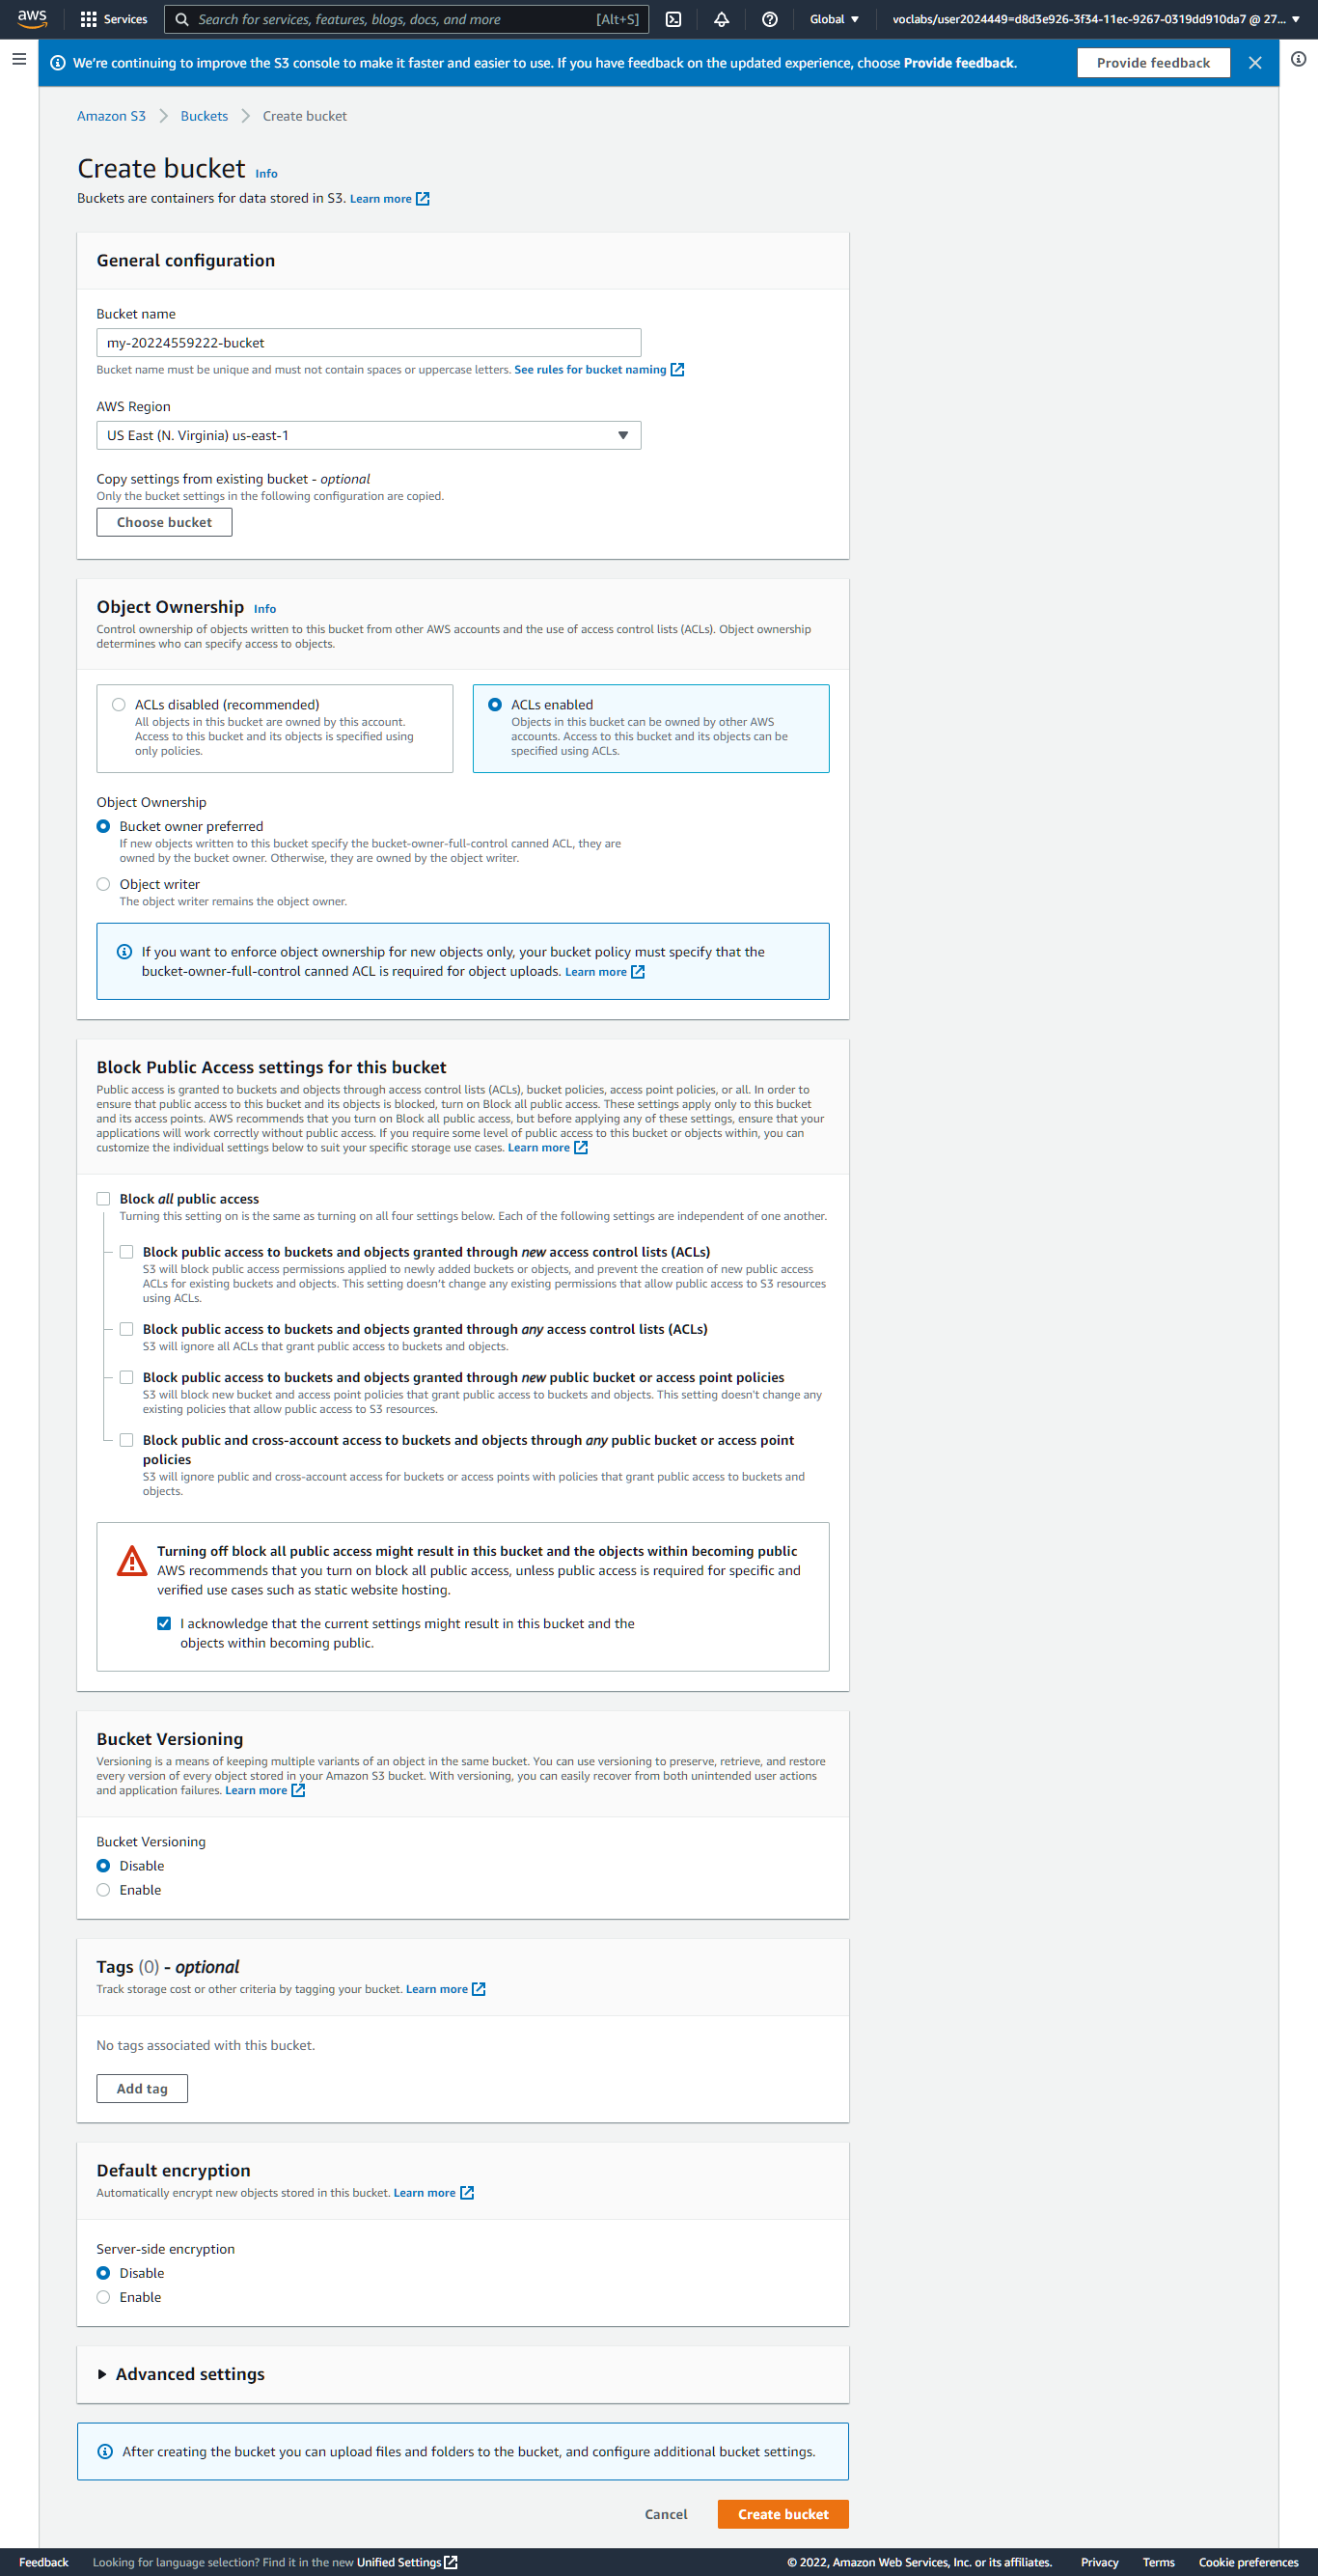 aws
Services
Search for services, features, blogs, docs, and more
[Alt+S]
Global
voclabs/user2024449=d8d3e926-3f34-11ec-9267-0319dd910da7 @ 27...
We're continuing to improve the S3 console to make it faster and easier to use. If you have feedback on the updated experience, choose Provide feedback.
Provide feedback
Amazon S3 > Buckets > Create bucket
Create bucket Info
Buckets are containers for data stored in S3. Learn more
General configuration
Bucket name
my-20224559222-bucket
Bucket name must be unique and must not contain spaces or uppercase letters. See rules for bucket naming
AWS Region
US East (N. Virginia) us-east-1
Copy settings from existing bucket - optional
Only the bucket settings in the following configuration are copied.
Choose bucket
Object Ownership Info
Control ownership of objects written to this bucket from other AWS accounts and the use of access control lists (ACLs). Object ownership
determines who can specify access to objects.
ACLs disabled (recommended)
All objects in this bucket are owned by this account.
Access to this bucket and its objects is specified using
only policies.
ACLs enabled
Objects in this bucket can be owned by other AWS
accounts. Access to this bucket and its objects can be
specified using ACLs.
Object Ownership
Bucket owner preferred
If new objects written to this bucket specify the bucket-owner-full-control canned ACL, they are
owned by the bucket owner. Otherwise, they are owned by the object writer.
Object writer
The object writer remains the object owner.
If you want to enforce object ownership for new objects only, your bucket policy must specify that the
bucket-owner-full-control canned ACL is required for object uploads. Learn more
Block Public Access settings for this bucket
Public access is granted to buckets and objects through access control lists (ACLs), bucket policies, access point policies, or all. In order to
ensure that public access to this bucket and its objects is blocked, turn on Block all public access. These settings apply only to this bucket
and its access points. AWS recommends that you turn on Block all public access, but before applying any of these settings, ensure that your
applications will work correctly without public access. If you require some level of public access to this bucket or objects within, you can
customize the individual settings below to suit your specific storage use cases. Learn more
Block all public access
Turning this setting on is the same as turning on all four settings below. Each of the following settings are independent of one another.
Block public access to buckets and objects granted through new access control lists (ACLs)
S3 will block public access permissions applied to newly added buckets or objects, and prevent the creation of new public access
ACLs for existing buckets and objects. This setting doesn't change any existing permissions that allow public access to S3 resources
using ACLs.
Block public access to buckets and objects granted through any access control lists (ACLs)
S3 will ignore all ACLs that grant public access to buckets and objects.
Block public access to buckets and objects granted through new public bucket or access point policies
S3 will block new bucket and access point policies that grant public access to buckets and objects. This setting doesn't change any
existing policies that allow public access to S3 resources.
Block public and cross-account access to buckets and objects through any public bucket or access point
policies
S3 will ignore public and cross-account access for buckets or access points with policies that grant public access to buckets and
objects.
Turning off block all public access might result in this bucket and the objects within becoming public
AWS recommends that you turn on block all public access, unless public access is required for specific and
verified use cases such as static website hosting.
I acknowledge that the current settings might result in this bucket and the
objects within becoming public.
Bucket Versioning
Versioning is a means of keeping multiple variants of an object in the same bucket. You can use versioning to preserve, retrieve, and restore
every version of every object stored in your Amazon S3 bucket. With versioning, you can easily recover from both unintended user actions
and application failures. Learn more
Bucket Versioning
Disable
Enable
Tags (0) - optional
Track storage cost or other criteria by tagging your bucket. Learn more
No tags associated with this bucket.
Add tag
Default encryption
Automatically encrypt new objects stored in this bucket. Learn more
Server-side encryption
Disable
Enable
Advanced settings
After creating the bucket you can upload files and folders to the bucket, and configure additional bucket settings.
Cancel
Create bucket
Feedback
Looking for language selection? Find it in the new Unified Settings
© 2022, Amazon Web Services, Inc. or its affiliates.
Privacy
Terms
Cookie preferences